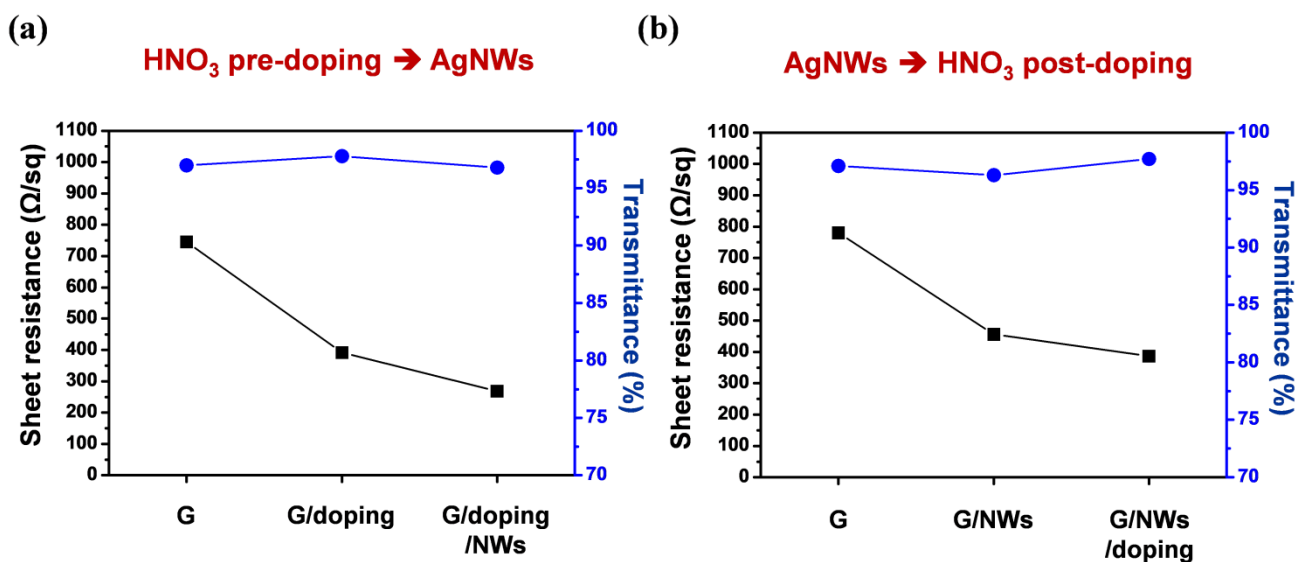 (a)
HNO₃ pre-doping ➔ AgNWs
Sheet resistance (Ω/sq)
1100
1000
900
800
700
600
500
400
300
200
100
0
100
95
90
85
80
75
70
Transmittance (%)
G
G/doping
G/doping
/NWs
(b)
AgNWs ➔ HNO₃ post-doping
Sheet resistance (Ω/sq)
1100
1000
900
800
700
600
500
400
300
200
100
0
100
95
90
85
80
75
70
Transmittance (%)
G
G/NWs
G/NWs
/doping